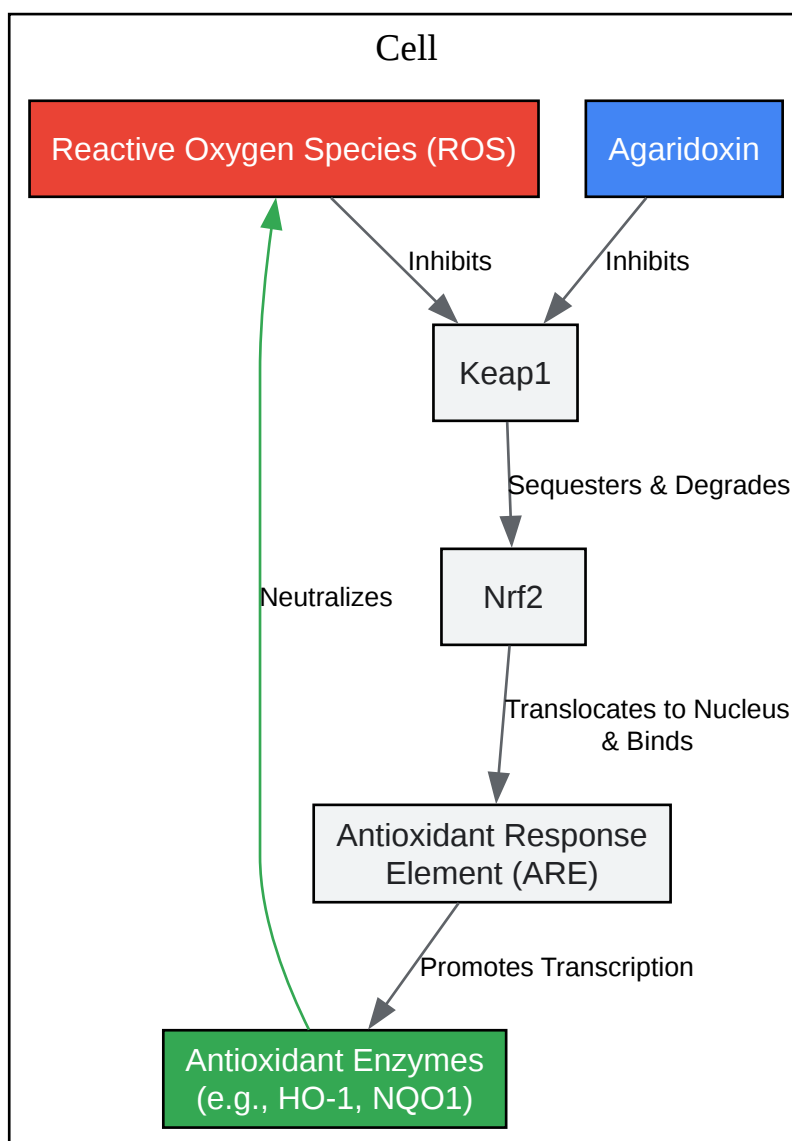 Cell
Reactive Oxygen Species (ROS)
Agaridoxin
Inhibits
Inhibits
Keap1
Sequesters & Degrades
Nrf2
Neutralizes
Translocates to Nucleus
& Binds
Antioxidant Response
Element (ARE)
Promotes Transcription
Antioxidant Enzymes
(e.g., HO-1, NQO1)